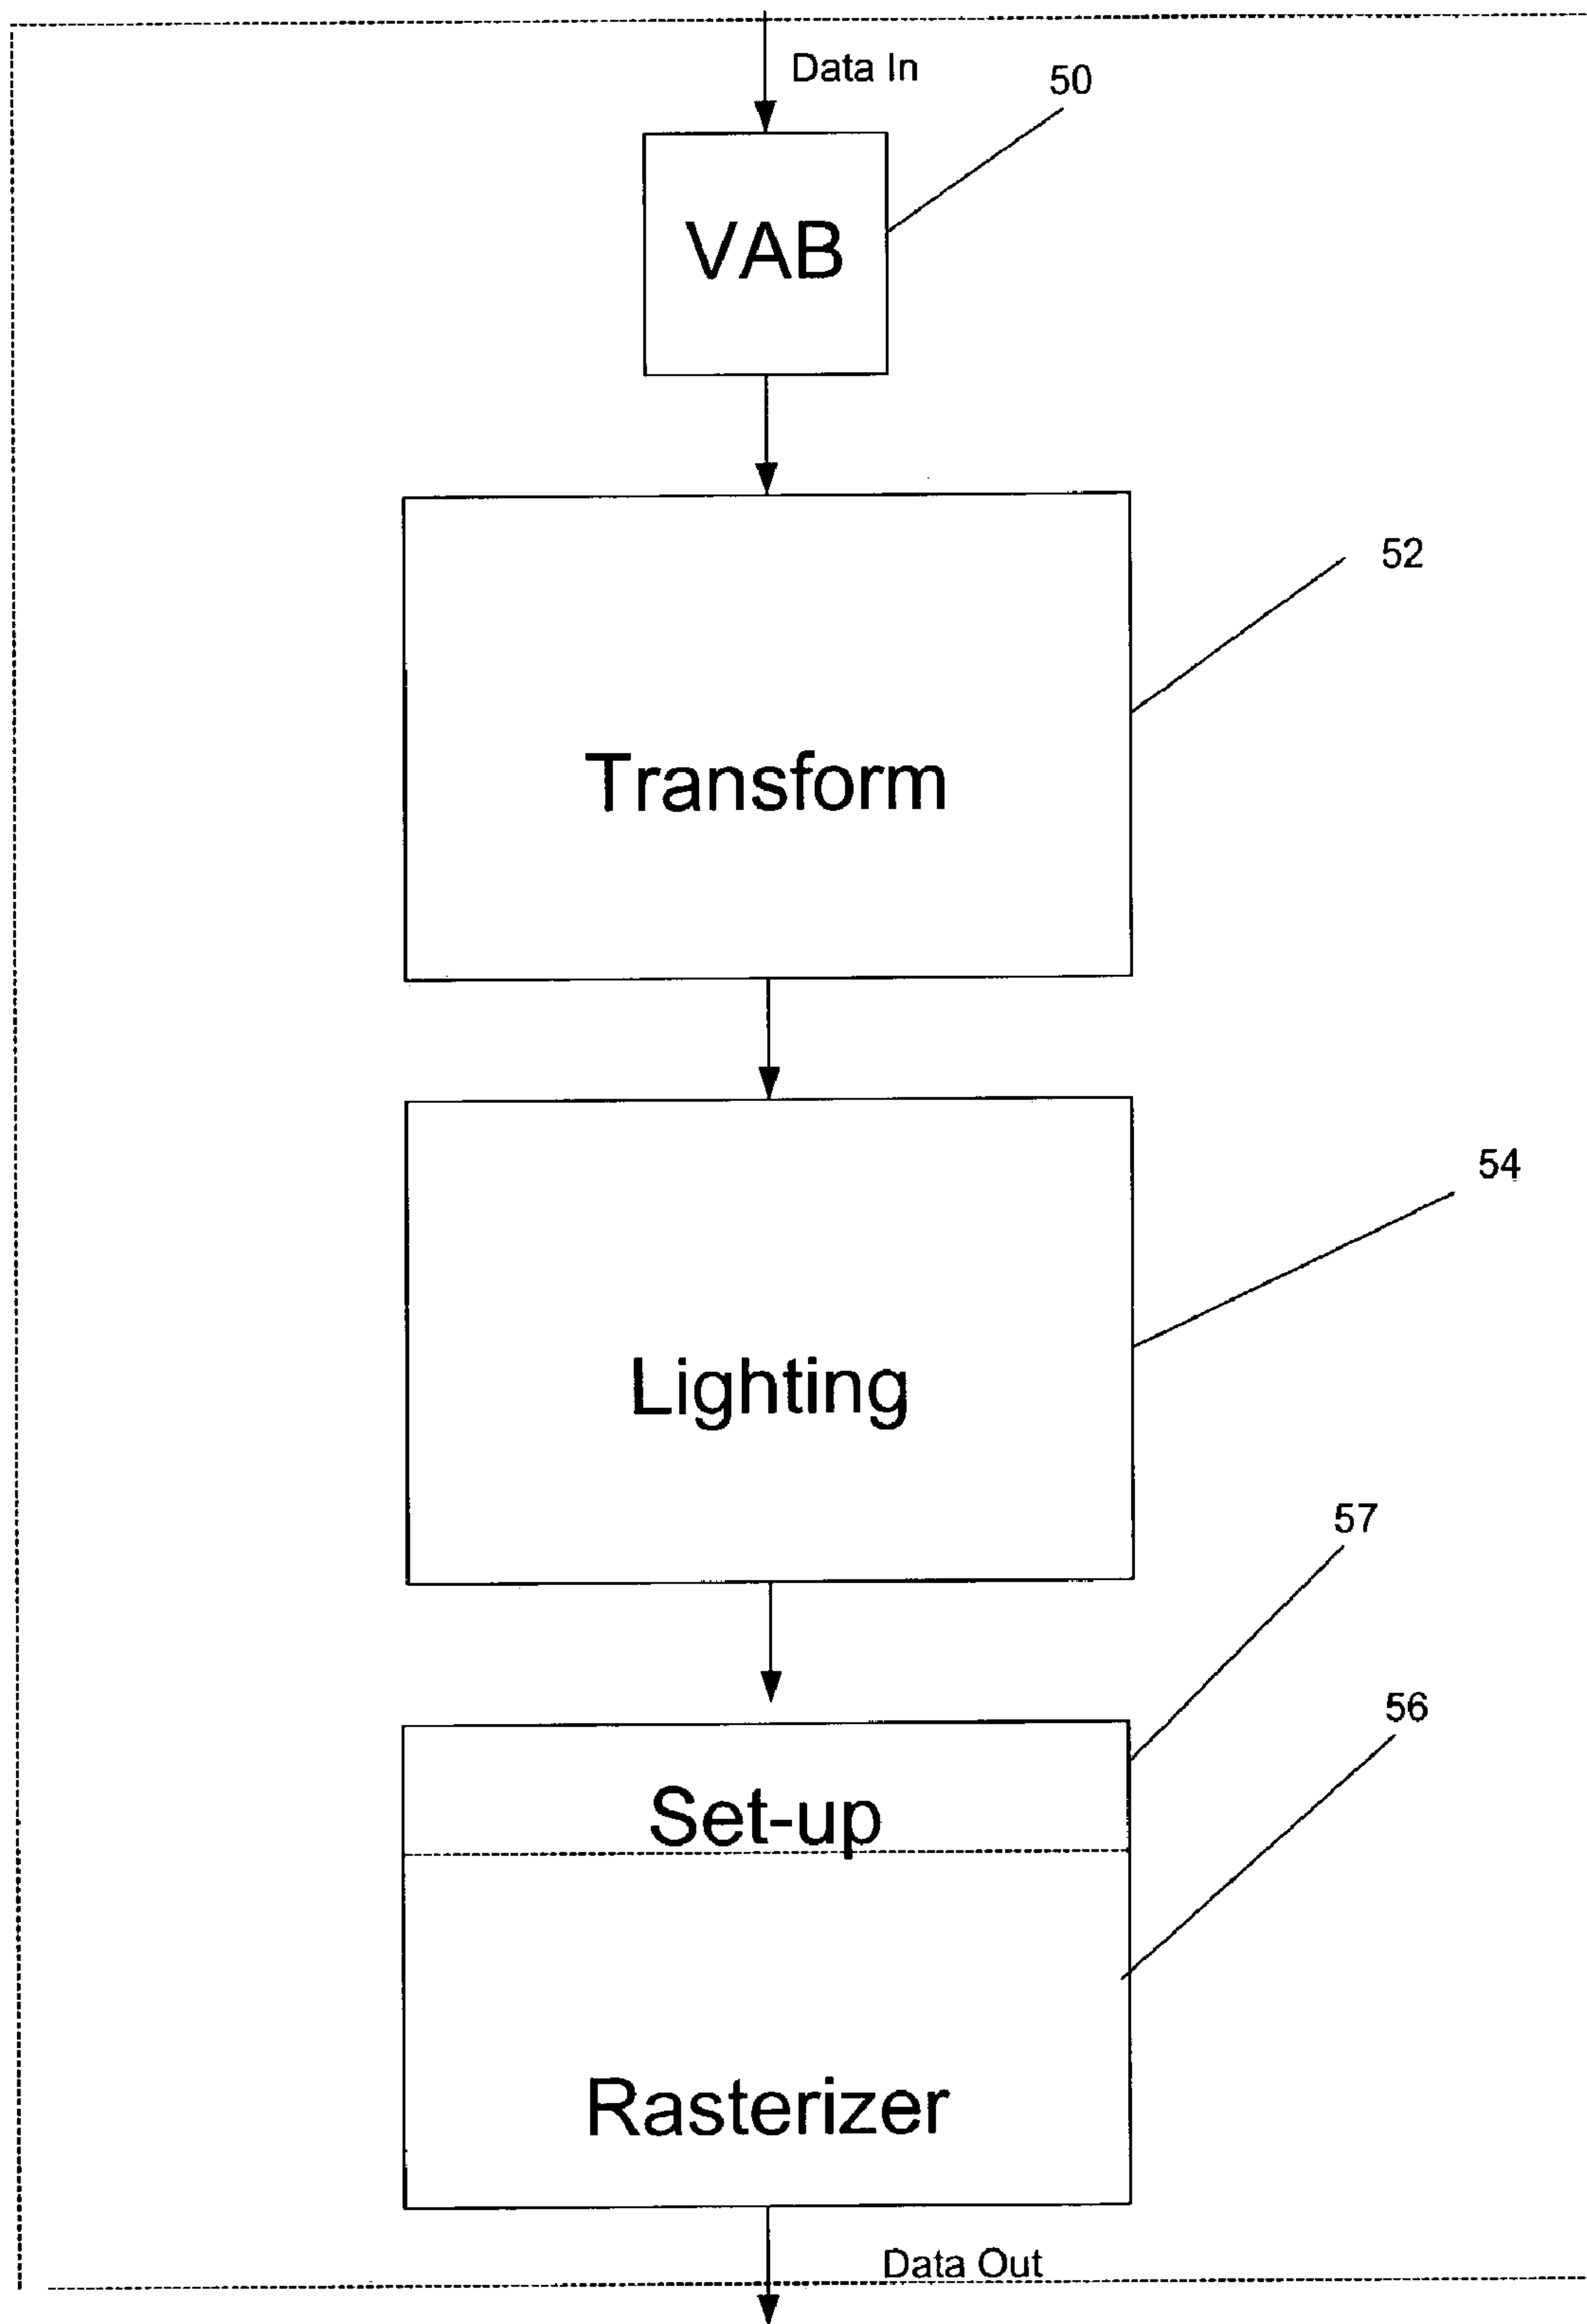 Data In
50
VAB
52
Transform
54
Lighting
57
Set-up
56
Rasterizer
Data Out